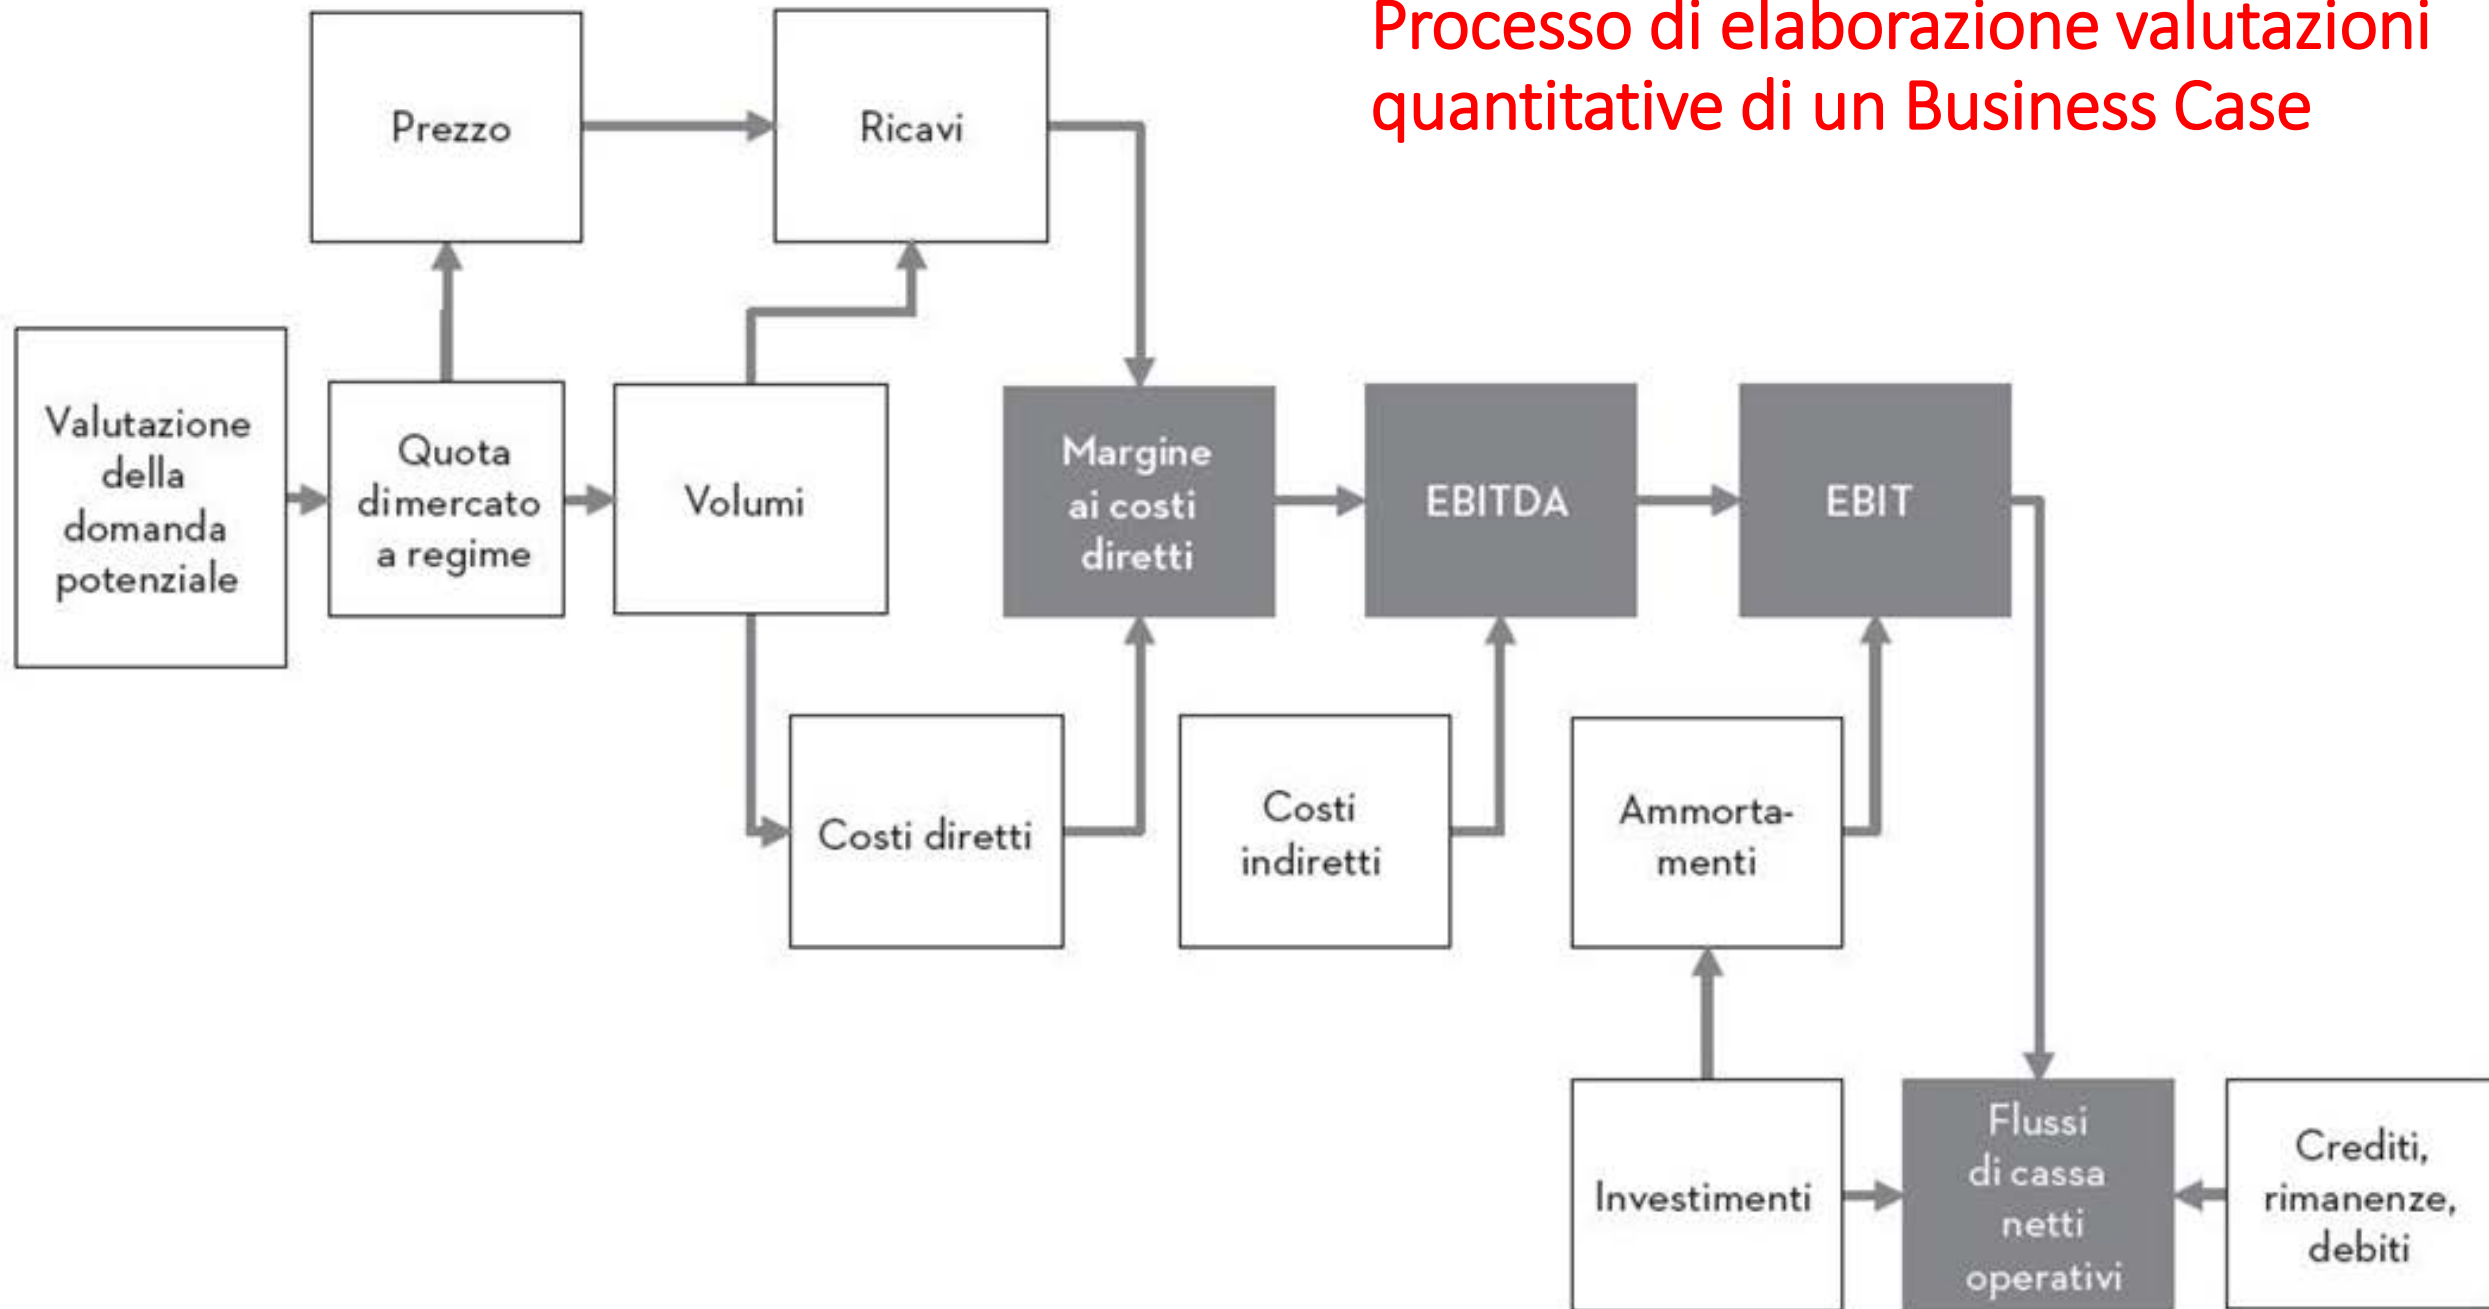 Processo di elaborazione valutazioni
quantitative di un Business Case
Prezzo
Ricavi
Valutazione
della
domanda
potenziale
Quota
di mercato
a regime
Volumi
Margine
ai costi
diretti
EBITDA
EBIT
Costi diretti
Costi
indiretti
Ammorta-
menti
Investimenti
Flussi
di cassa
netti
operativi
Crediti,
rimanenze,
debiti